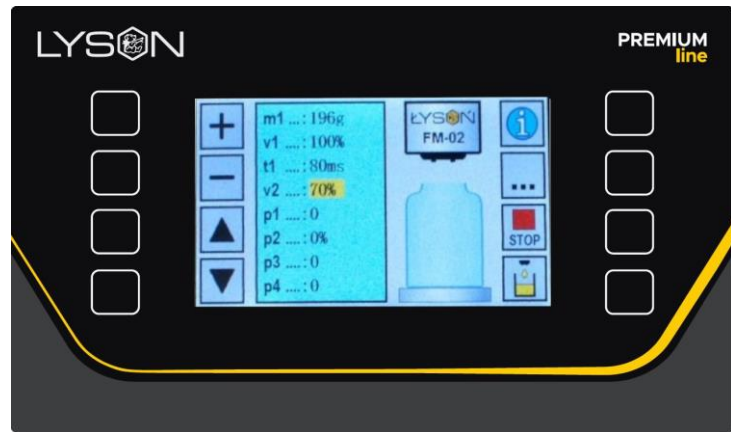 LYSON
PREMIUM
line
m1 ...: 196g
v1 ....: 100%
t1 ....: 80ms
v2 ....: 70%
p1 ....: 0
p2 ....: 0%
p3 ....: 0
p4 ....: 0
ŁYSOŃ
FM-02
...
STOP